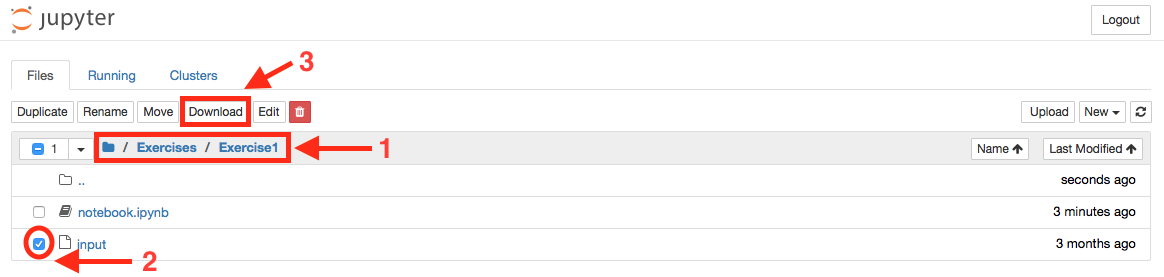 jupyter
Logout
3
Files Running Clusters
Duplicate Rename Move Download Edit Upload New
1 / Exercises / Exercise1 1 Name Last Modified
.. seconds ago
notebook.ipynb 3 minutes ago
input 3 months ago
2